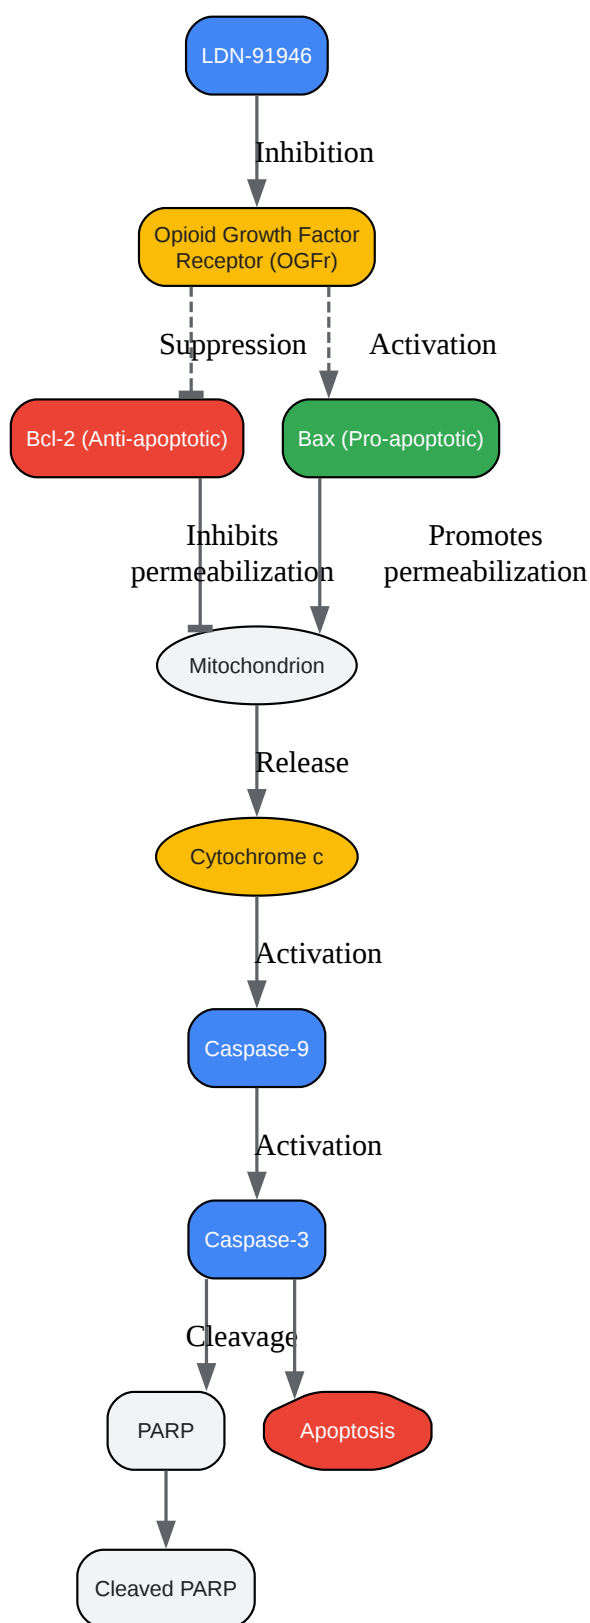 LDN-91946
Inhibition
Opioid Growth Factor
Receptor (OGFr)
Suppression
Activation
Bcl-2 (Anti-apoptotic)
Bax (Pro-apoptotic)
Inhibits
permeabilization
Promotes
permeabilization
Mitochondrion
Release
Cytochrome c
Activation
Caspase-9
Activation
Caspase-3
Cleavage
PARP
Apoptosis
Cleaved PARP